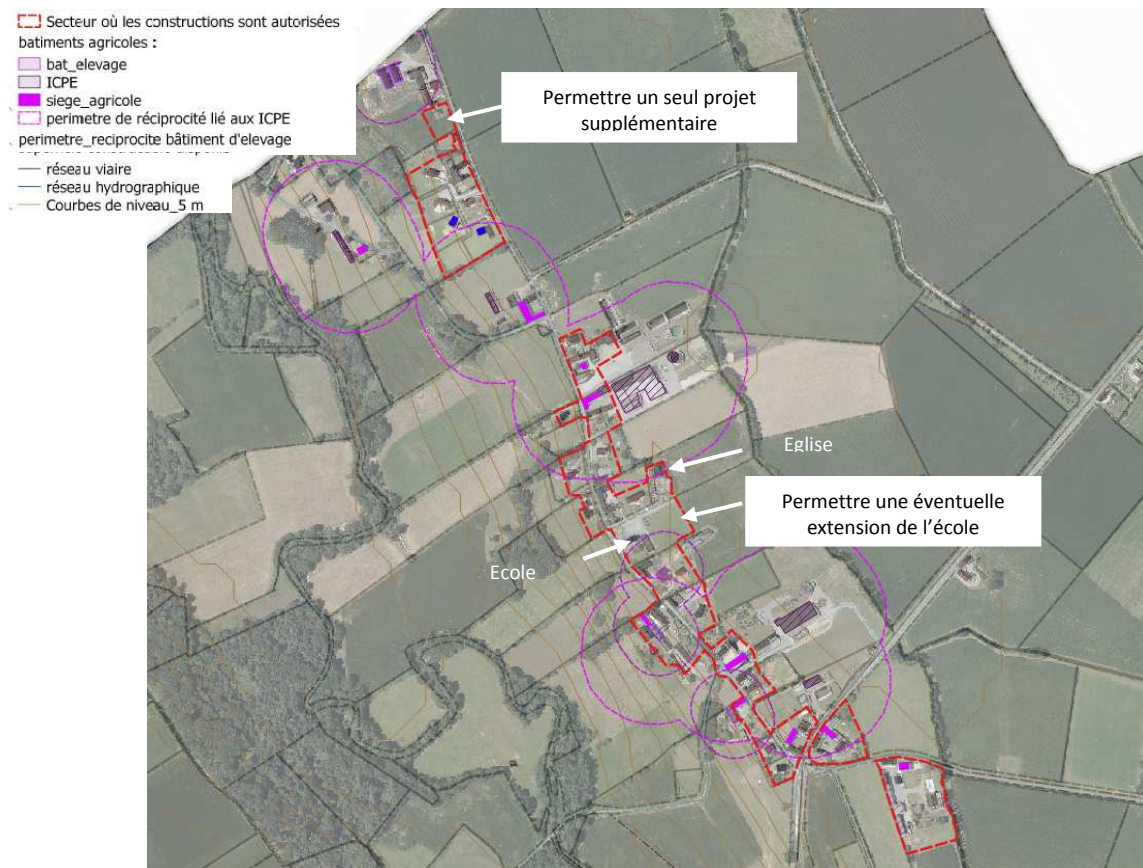 Secteur où les constructions sont autorisées
batiments agricoles :
bat_elevage
ICPE
siege_agricole
perimetre de réciprocité lié aux ICPE
perimetre_reciprocite bâtiment d'elevage
réseau viaire
réseau hydrographique
Courbes de niveau_5 m
Permettre un seul projet
supplémentaire
Eglise
Permettre une éventuelle
extension de l'école
Ecole